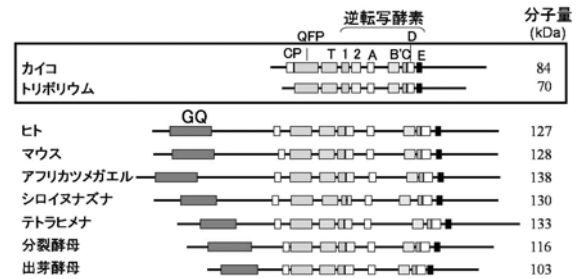 逆転写酵素
分子量
(kDa)
QFP
D
CP T 1 2 A B'C E
カイコ 84
トリボリウム 70
GQ
ヒト 127
マウス 128
アフリカツメガエル 138
シロイヌナズナ 130
テトラヒメナ 133
分裂酵母 116
出芽酵母 103